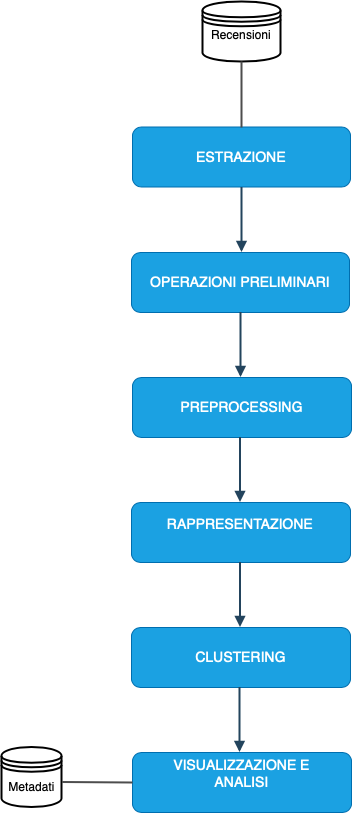 Recensioni
ESTRAZIONE
OPERAZIONI PRELIMINARI
PREPROCESSING
RAPPRESENTAZIONE
CLUSTERING
VISUALIZZAZIONE E
ANALISI
Metadati